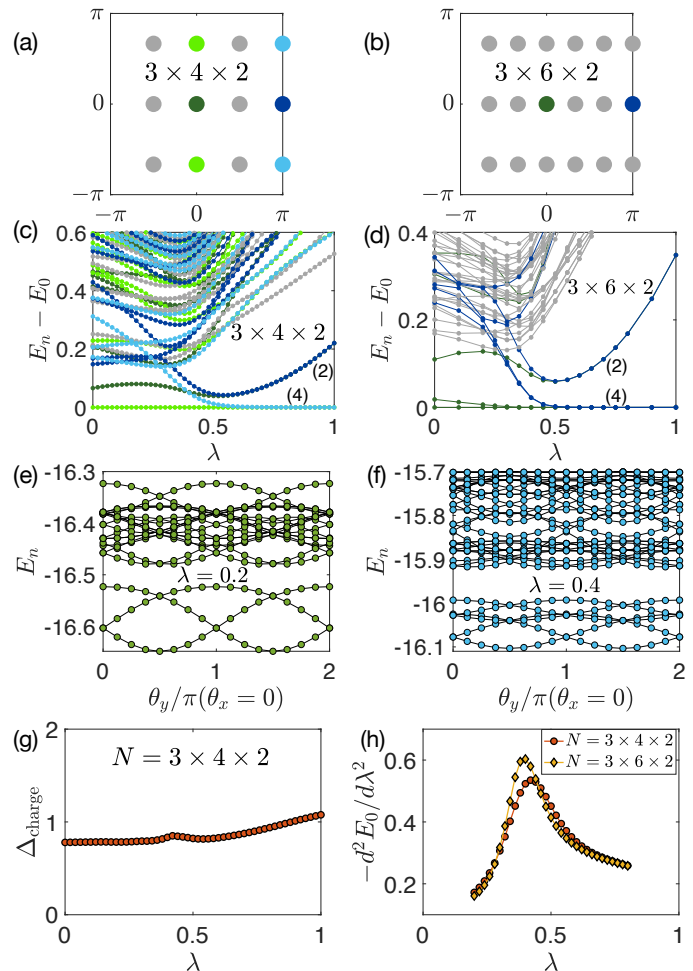 (a)
π
3 × 4 × 2
0
−π
−π
0
π
(b)
π
3 × 6 × 2
0
−π
−π
0
π
(c)
0.6
0.4
0.2
0
E_n − E_0
3 × 4 × 2
(2)
(4)
0
0.5
1
λ
(d)
0.4
0.2
0
E_n − E_0
3 × 6 × 2
(2)
(4)
0
0.5
1
λ
(e)
-16.3
-16.4
-16.5
-16.6
E_n
λ = 0.2
0
1
2
θ_y/π(θ_x = 0)
(f)
-15.7
-15.8
-15.9
-16
-16.1
E_n
λ = 0.4
0
1
2
θ_y/π(θ_x = 0)
(g)
2
1
0
Δ_charge
N = 3 × 4 × 2
0
0.5
1
λ
(h)
N = 3 × 4 × 2
N = 3 × 6 × 2
0.6
0.4
0.2
−d²E_0/dλ²
0
0.5
1
λ